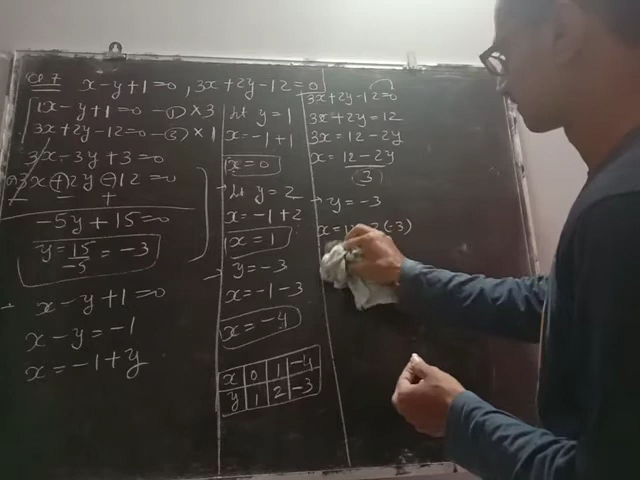 Q 7 x-y+1=0, 3x+2y-12=0
[x-y+1=0 -① ×3
3x+2y-12=0 -② ×1
3x-3y+3=0
3x+2y-12=0
- - +
-5y+15=0
y=15/-5 = -3
→ x-y+1=0
x-y=-1
x=-1+y
let y=1
x=-1+1
x=0
→ let y=2
x=-1+2
x=1
→ y=-3
x=-1-3
x=-4
x 0 1 -4
y 1 2 -3
3x+2y-12=0
3x+2y=12
3x=12-2y
x=12-2y
3
→ y=-3